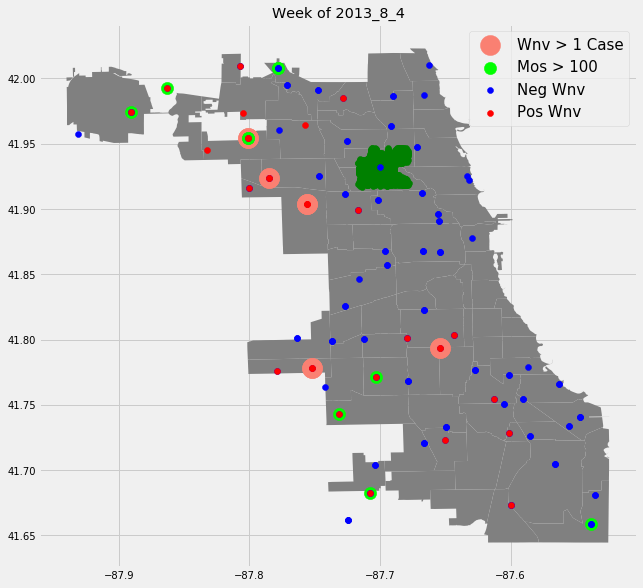 Week of 2013_8_4
Wnv > 1 Case
Mos > 100
Neg Wnv
Pos Wnv
42.00
41.95
41.90
41.85
41.80
41.75
41.70
41.65
−87.9
−87.8
−87.7
−87.6